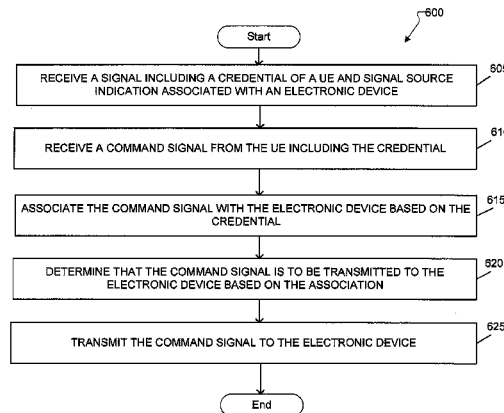 600
Start
605
RECEIVE A SIGNAL INCLUDING A CREDENTIAL OF A UE AND SIGNAL SOURCE
INDICATION ASSOCIATED WITH AN ELECTRONIC DEVICE
610
RECEIVE A COMMAND SIGNAL FROM THE UE INCLUDING THE CREDENTIAL
615
ASSOCIATE THE COMMAND SIGNAL WITH THE ELECTRONIC DEVICE BASED ON THE
CREDENTIAL
620
DETERMINE THAT THE COMMAND SIGNAL IS TO BE TRANSMITTED TO THE
ELECTRONIC DEVICE BASED ON THE ASSOCIATION
625
TRANSMIT THE COMMAND SIGNAL TO THE ELECTRONIC DEVICE
End